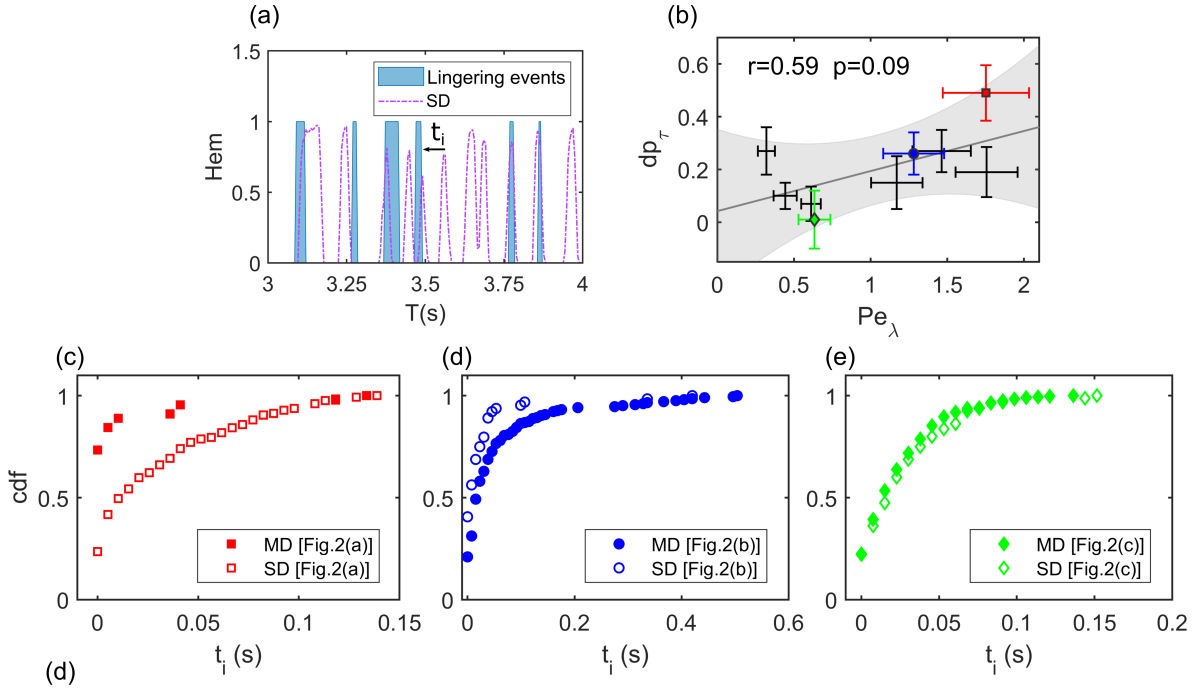 (a)
1.5
1
0.5
0
Hem
Lingering events
SD
t_i
3
3.25
3.5
3.75
4
T(s)
(b)
r=0.59 p=0.09
0.6
0.4
0.2
0
dp_τ
0
0.5
1
1.5
2
Pe_λ
(c)
1
0.5
0
cdf
MD [Fig.2(a)]
SD [Fig.2(a)]
0
0.05
0.1
0.15
t_i (s)
(d)
1
0.5
0
MD [Fig.2(b)]
SD [Fig.2(b)]
0
0.2
0.4
0.6
t_i (s)
(e)
1
0.5
0
MD [Fig.2(c)]
SD [Fig.2(c)]
0
0.05
0.1
0.15
0.2
t_i (s)
(d)